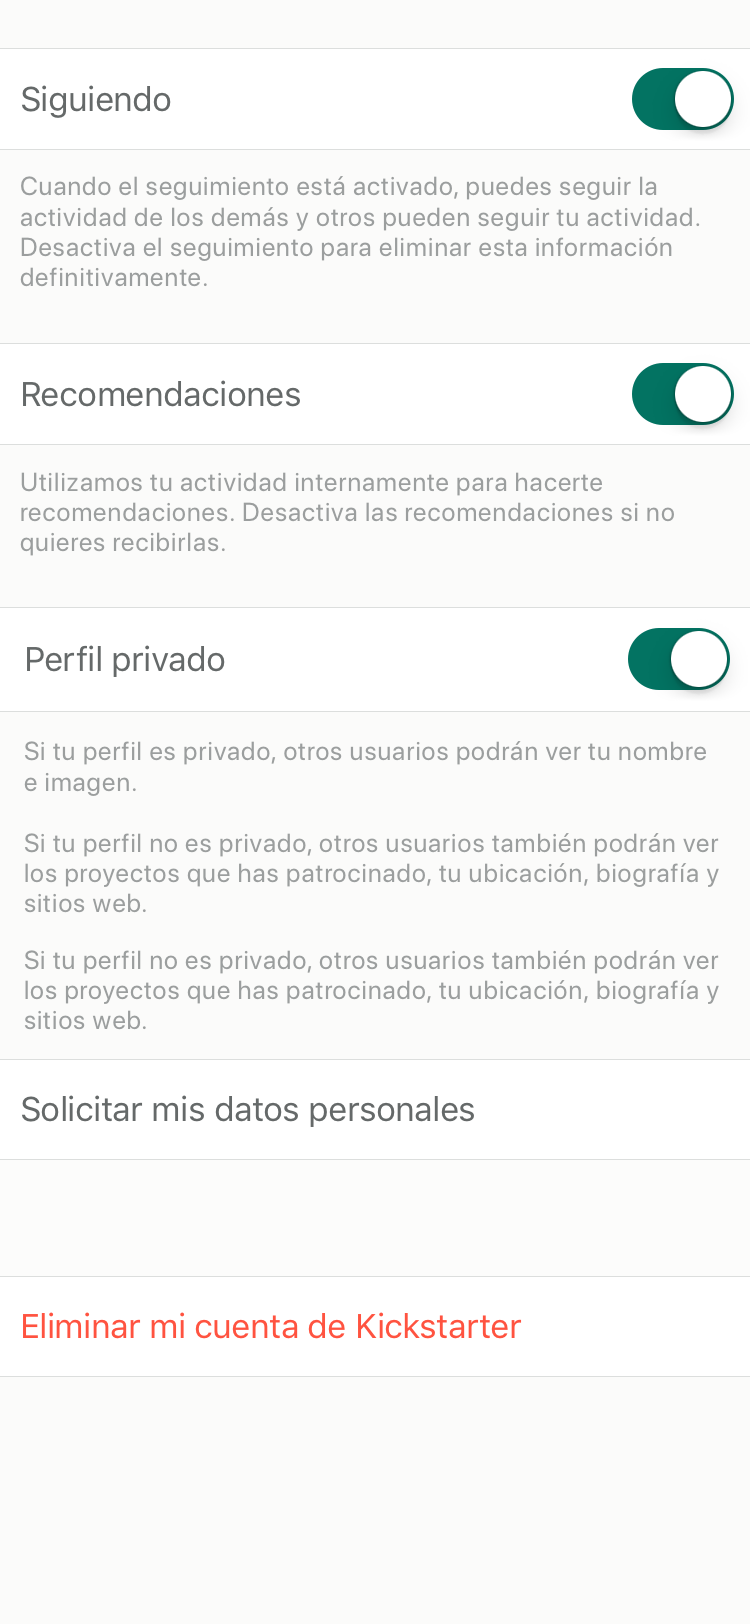 Siguiendo
Cuando el seguimiento está activado, puedes seguir la
actividad de los demás y otros pueden seguir tu actividad.
Desactiva el seguimiento para eliminar esta información
definitivamente.
Recomendaciones
Utilizamos tu actividad internamente para hacerte
recomendaciones. Desactiva las recomendaciones si no
quieres recibirlas.
Perfil privado
Si tu perfil es privado, otros usuarios podrán ver tu nombre
e imagen.
Si tu perfil no es privado, otros usuarios también podrán ver
los proyectos que has patrocinado, tu ubicación, biografía y
sitios web.
Si tu perfil no es privado, otros usuarios también podrán ver
los proyectos que has patrocinado, tu ubicación, biografía y
sitios web.
Solicitar mis datos personales
Eliminar mi cuenta de Kickstarter